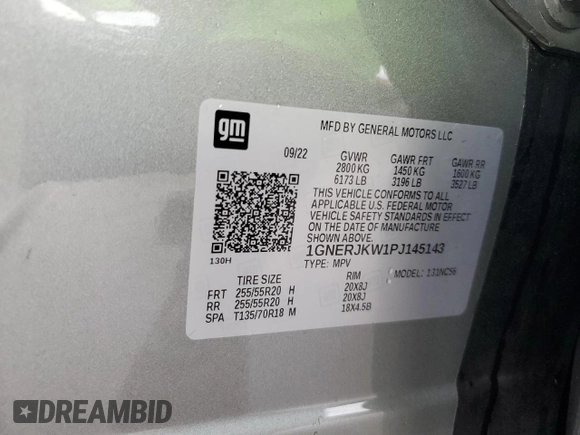 gm
MFD BY GENERAL MOTORS LLC
09/22 GVWR GAWR FRT GAWR RR
2800 KG 1450 KG 1600 KG
6173 LB 3196 LB 3527 LB
THIS VEHICLE CONFORMS TO ALL
APPLICABLE U.S. FEDERAL MOTOR
VEHICLE SAFETY STANDARDS IN EFFECT
ON THE DATE OF MANUFACTURE
SHOWN ABOVE.
1GNERJKW1PJ145143
130H
TYPE: MPV MODEL: 131NC56
TIRE SIZE RIM
FRT 255/55R20 H 20X8J
RR 255/55R20 H 20X8J
SPA T135/70R18 M 18X4.5B
DREAMBID